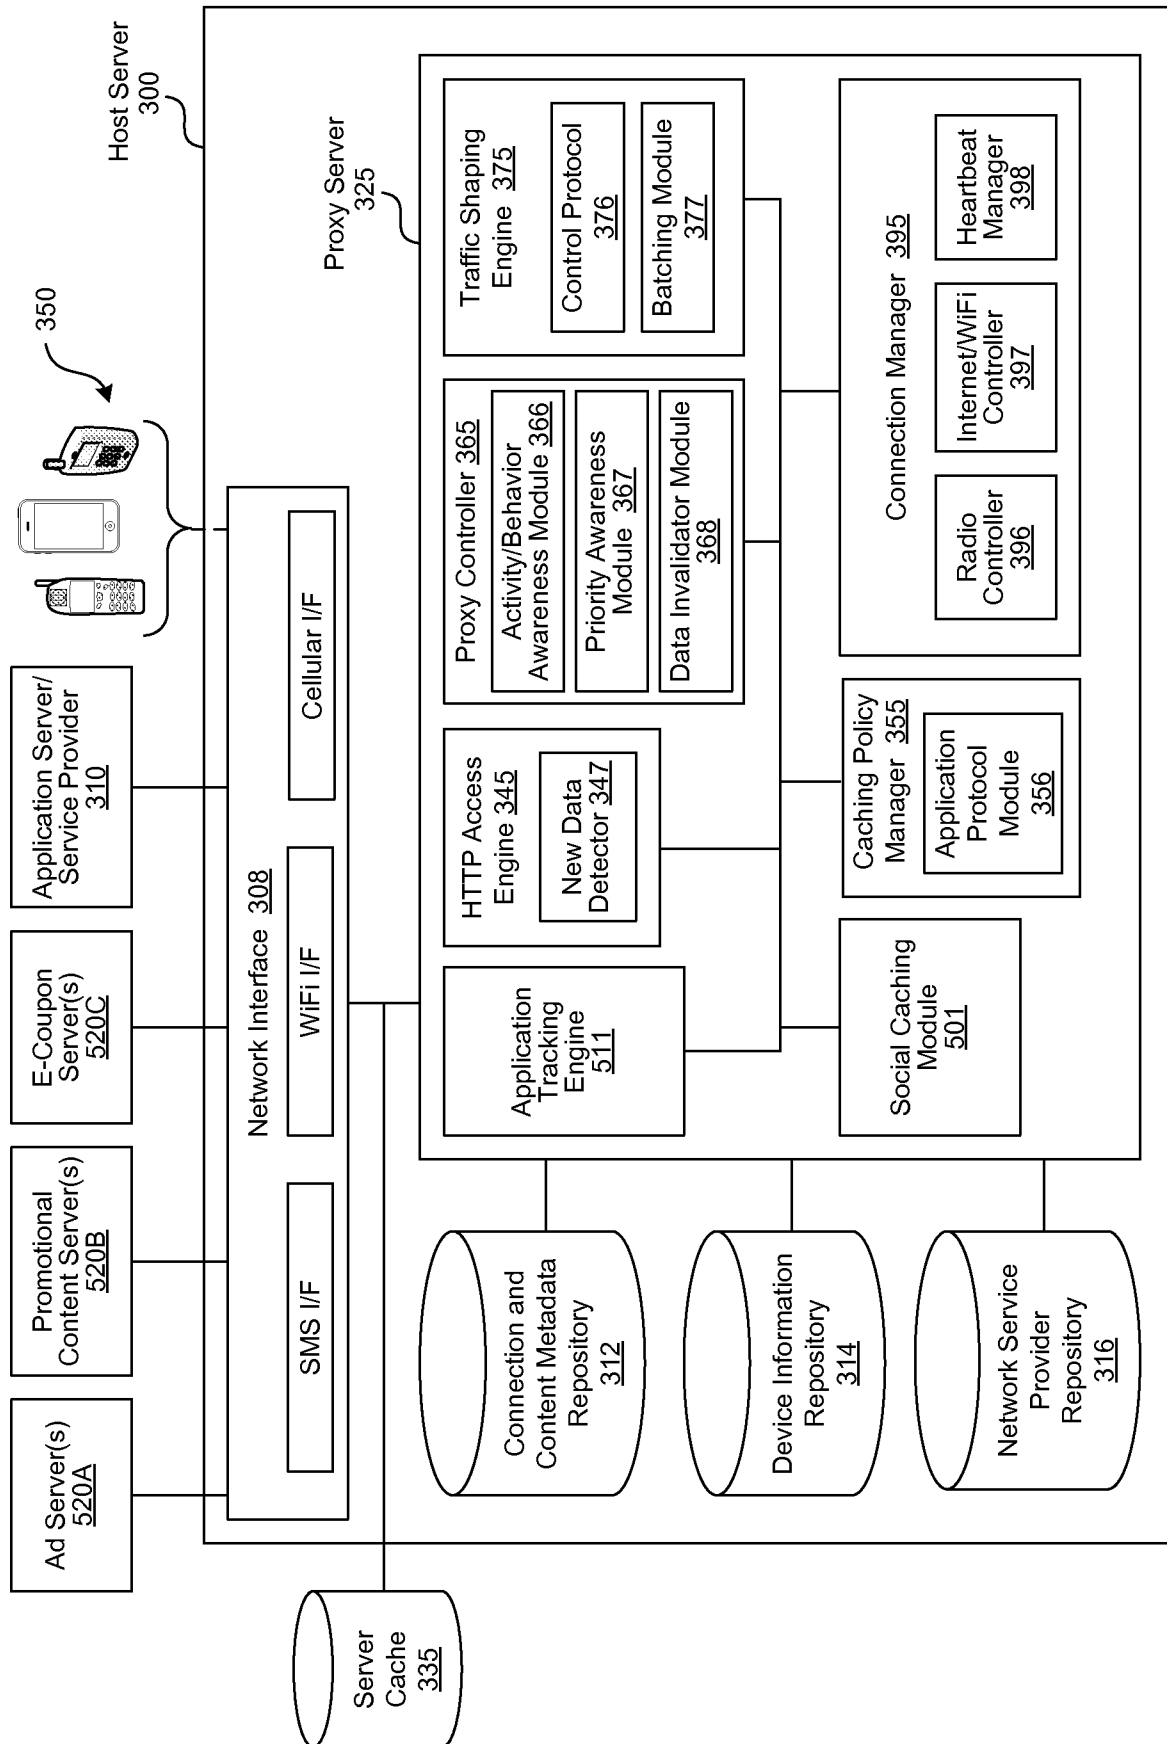 Ad Server(s)
520A
Promotional
Content Server(s)
520B
E-Coupon
Server(s)
520C
Application Server/
Service Provider
310
350
Host Server
300
Network Interface 308
SMS I/F
WiFi I/F
Cellular I/F
Server
Cache
335
Proxy Server
325
Connection and
Content Metadata
Repository
312
Device Information
Repository
314
Network Service
Provider
Repository
316
Application
Tracking
Engine
511
HTTP Access
Engine 345
New Data
Detector 347
Proxy Controller 365
Activity/Behavior
Awareness Module 366
Priority Awareness
Module 367
Data Invalidator Module
368
Traffic Shaping
Engine 375
Control Protocol
376
Batching Module
377
Social Caching
Module
501
Caching Policy
Manager 355
Application
Protocol
Module
356
Connection Manager 395
Radio
Controller
396
Internet/WiFi
Controller
397
Heartbeat
Manager
398